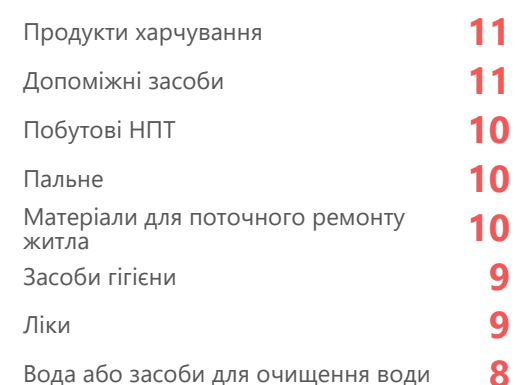 Продукти харчування 11
Допоміжні засоби 11
Побутові НПТ 10
Пальне 10
Матеріали для поточного ремонту
житла 10
Засоби гігієни 9
Ліки 9
Вода або засоби для очищення води 8